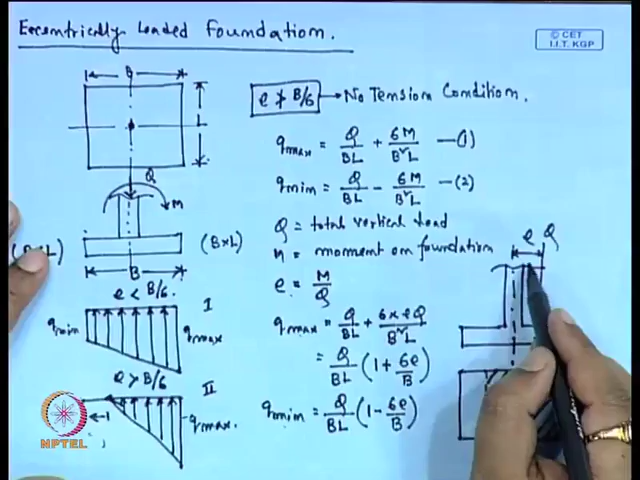 Eccentrically Loaded Foundation.
© CET
I.I.T. KGP
B
L
Q
M
(B×L)
(B×L)
B
e < B/6.
I
qmin
qmax
e > B/6
II
qmax.
e ≯ B/6 → No Tension Condition.
qmax = Q/BL + 6M/B²L —(1)
qmin = Q/BL - 6M/B²L —(2)
Q = total vertical load
M = moment on foundation
e = M/Q
qmax = Q/BL + 6×eQ/B²L
= Q/BL (1 + 6e/B)
qmin = Q/BL (1 - 6e/B)
e Q
NPTEL